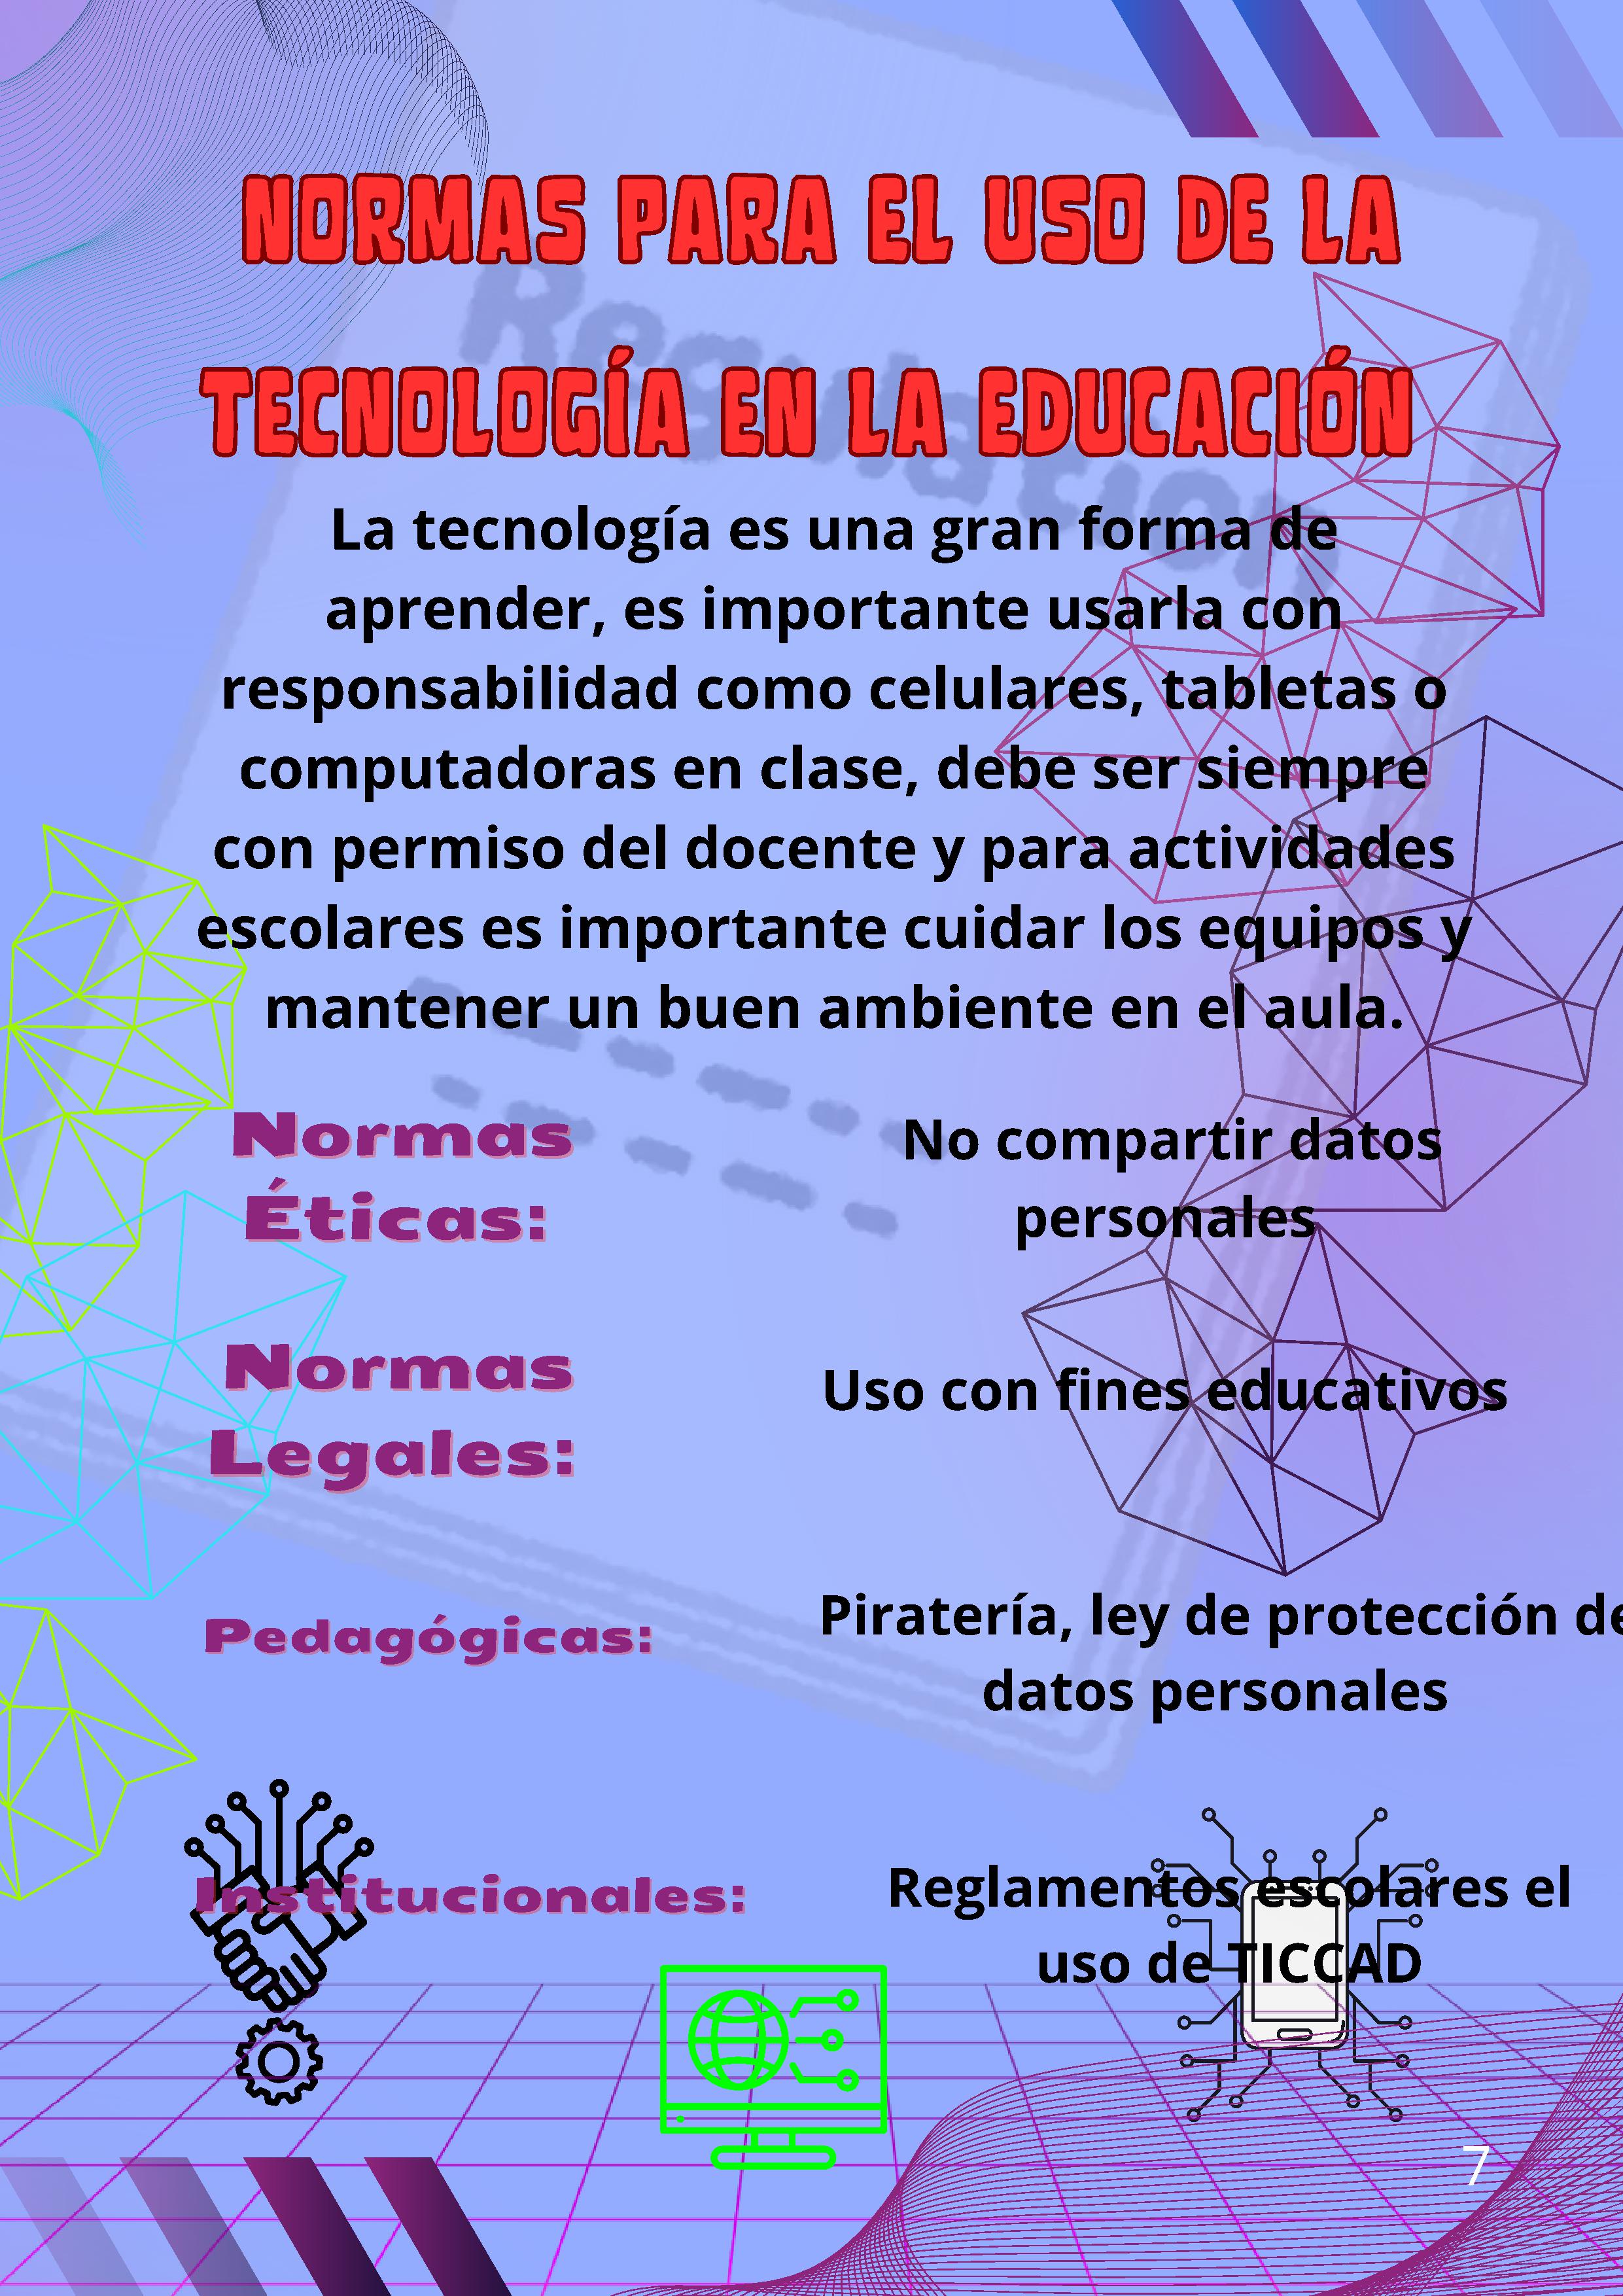 NORMAS PARA EL USO DE LA
TECNOLOGÍA EN LA EDUCACIÓN
Regulation
La tecnología es una gran forma de
aprender, es importante usarla con
responsabilidad como celulares, tabletas o
computadoras en clase, debe ser siempre
con permiso del docente y para actividades
escolares es importante cuidar los equipos y
mantener un buen ambiente en el aula.
Normas
Éticas:
No compartir datos
personales
Normas
Legales:
Uso con fines educativos
Pedagógicas:
Piratería, ley de protección de
datos personales
Institucionales:
Reglamentos escolares el
uso de TICCAD
7